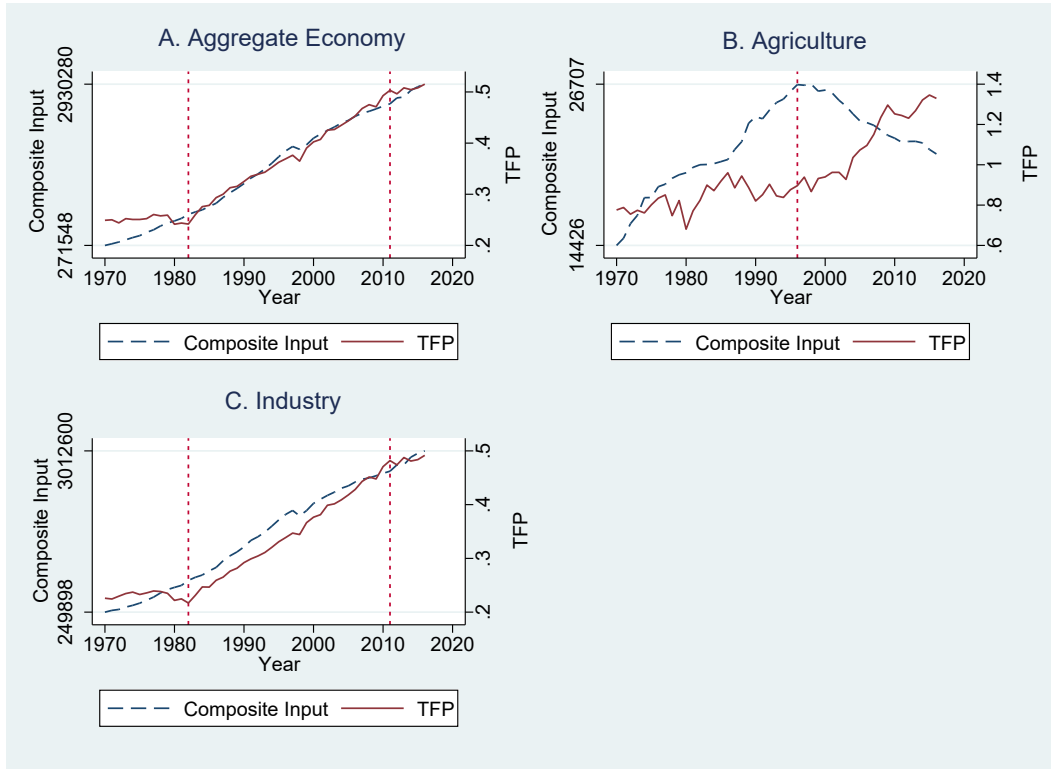 A. Aggregate Economy
Composite Input
2930280
271548
.5
.4
.3
.2
TFP
1970 1980 1990 2000 2010 2020
Year
Composite Input TFP
B. Agriculture
Composite Input
26707
14426
1.4
1.2
1
.8
.6
TFP
1970 1980 1990 2000 2010 2020
Year
Composite Input TFP
C. Industry
Composite Input
3012600
249898
.5
.4
.3
.2
TFP
1970 1980 1990 2000 2010 2020
Year
Composite Input TFP